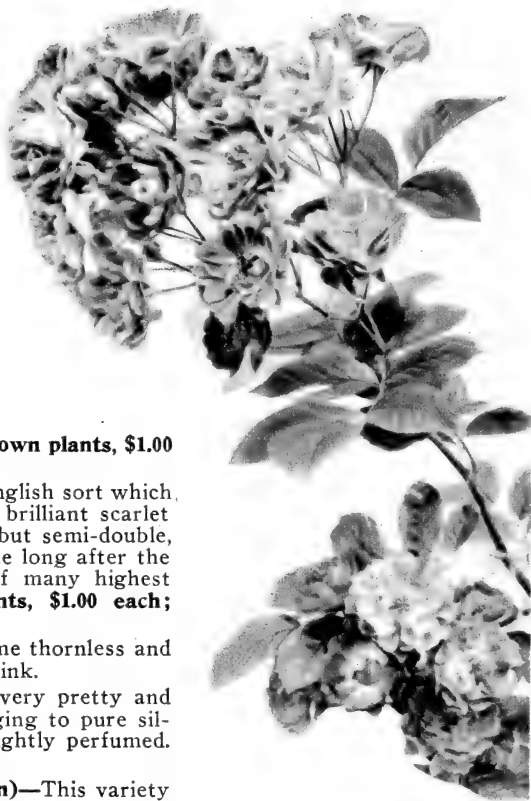 own plants, $1.00
nglish sort which
brilliant scarlet
but semi-double,
e long after the
f many highest
nts, $1.00 each;
ne thornless and
ink.
very pretty and
ging to pure sil-
ghtly perfumed.
n)—This variety